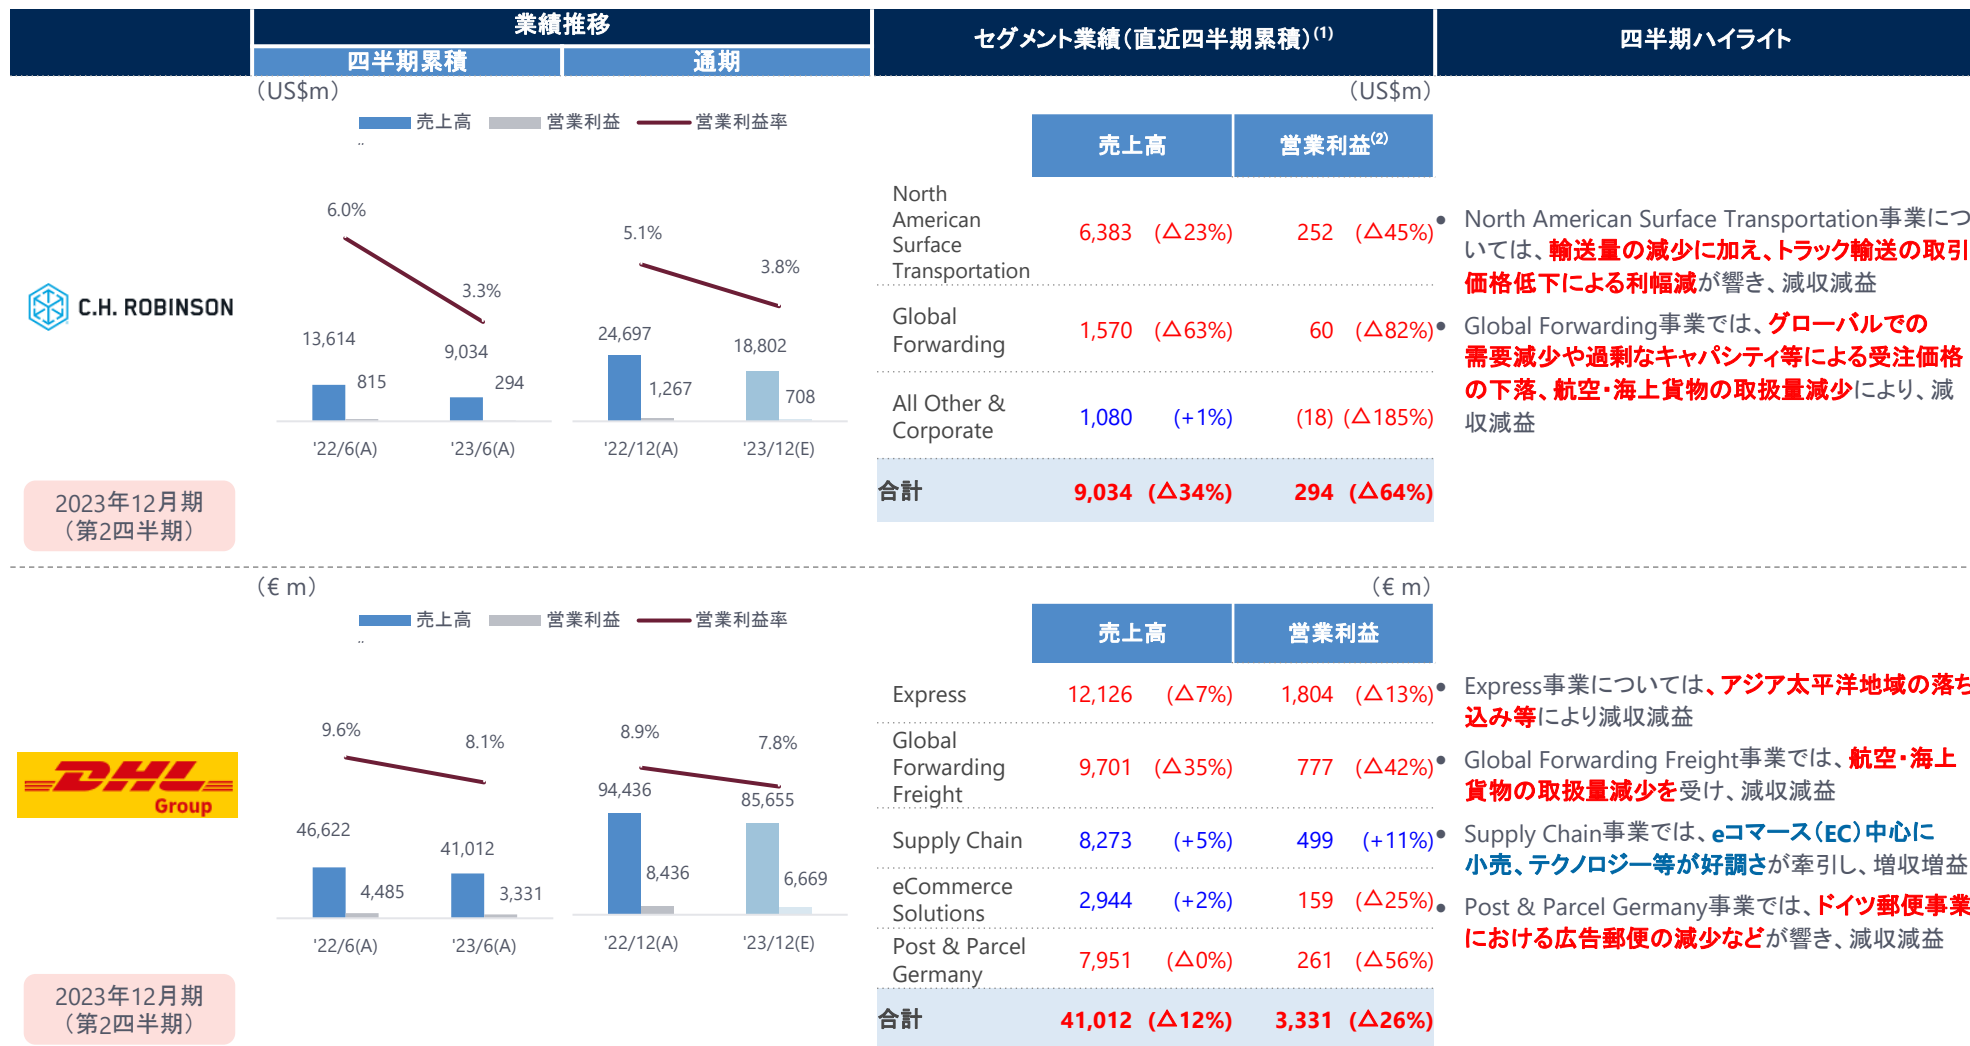 業績推移
四半期累積
通期
セグメント業績（直近四半期累積）(1)
四半期ハイライト
（US$m）
売上高
営業利益
営業利益率
6.0%
3.3%
13,614
815
9,034
294
'22/6(A)
'23/6(A)
5.1%
3.8%
24,697
1,267
18,802
708
'22/12(A)
'23/12(E)
C.H. ROBINSON
2023年12月期
（第2四半期）
（US$m）
売上高
営業利益(2)
North
American
Surface
Transportation
6,383 (△23%) 252 (△45%)
Global
Forwarding
1,570 (△63%) 60 (△82%)
All Other &
Corporate
1,080 (+1%) (18) (△185%)
合計 9,034 (△34%) 294 (△64%)
● North American Surface Transportation事業につ
いては、輸送量の減少に加え、トラック輸送の取引
価格低下による利幅減が響き、減収減益
● Global Forwarding事業では、グローバルでの
需要減少や過剰なキャパシティ等による受注価格
の下落、航空・海上貨物の取扱量減少により、減
収減益
（€ m）
売上高
営業利益
営業利益率
9.6%
8.1%
46,622
4,485
41,012
3,331
'22/6(A)
'23/6(A)
8.9%
7.8%
94,436
8,436
85,655
6,669
'22/12(A)
'23/12(E)
DHL
Group
2023年12月期
（第2四半期）
（€ m）
売上高
営業利益
Express 12,126 (△7%) 1,804 (△13%)
Global
Forwarding
Freight
9,701 (△35%) 777 (△42%)
Supply Chain 8,273 (+5%) 499 (+11%)
eCommerce
Solutions
2,944 (+2%) 159 (△25%)
Post & Parcel
Germany
7,951 (△0%) 261 (△56%)
合計 41,012 (△12%) 3,331 (△26%)
● Express事業については、アジア太平洋地域の落ち
込み等により減収減益
● Global Forwarding Freight事業では、航空・海上
貨物の取扱量減少を受け、減収減益
● Supply Chain事業では、eコマース（EC）中心に
小売、テクノロジー等が好調さが牽引し、増収増益
● Post & Parcel Germany事業では、ドイツ郵便事業
における広告郵便の減少などが響き、減収減益